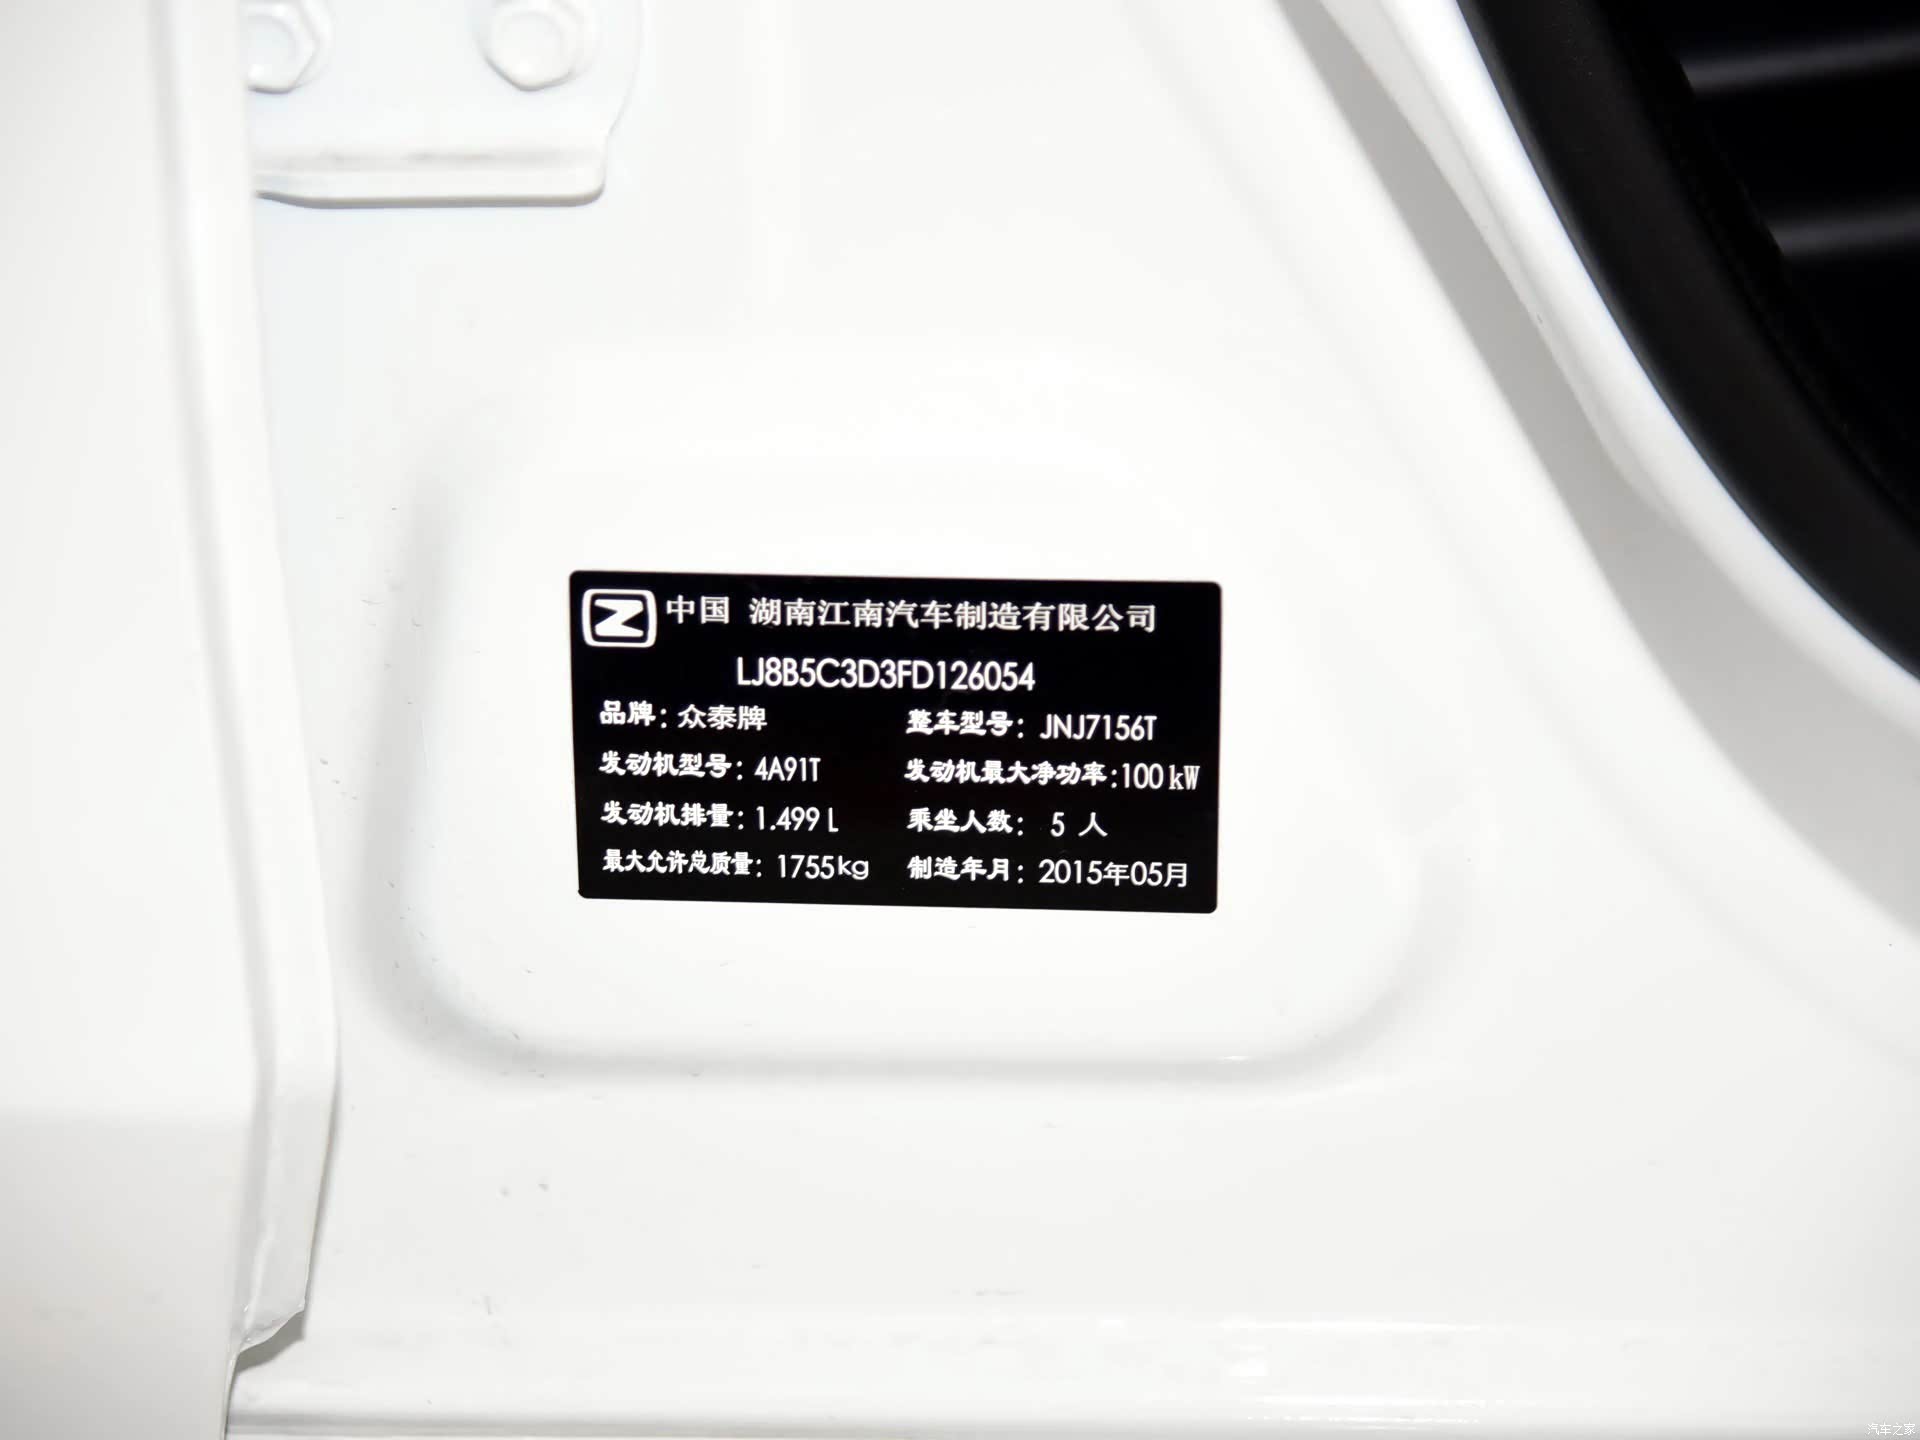 中国 湖南江南汽车制造有限公司
LJ8B5C3D3FD126054
品牌：众泰牌 整车型号：JNJ7156T
发动机型号：4A91T 发动机最大净功率：100 kW
发动机排量：1.499 L 乘坐人数： 5 人
最大允许总质量：1755kg 制造年月：2015年05月
汽车之家